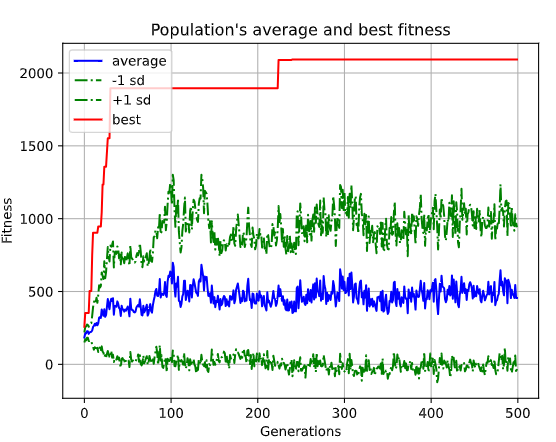 Population's average and best fitness
average
-1 sd
+1 sd
best
2000
1500
1000
500
0
Fitness
0 100 200 300 400 500
Generations